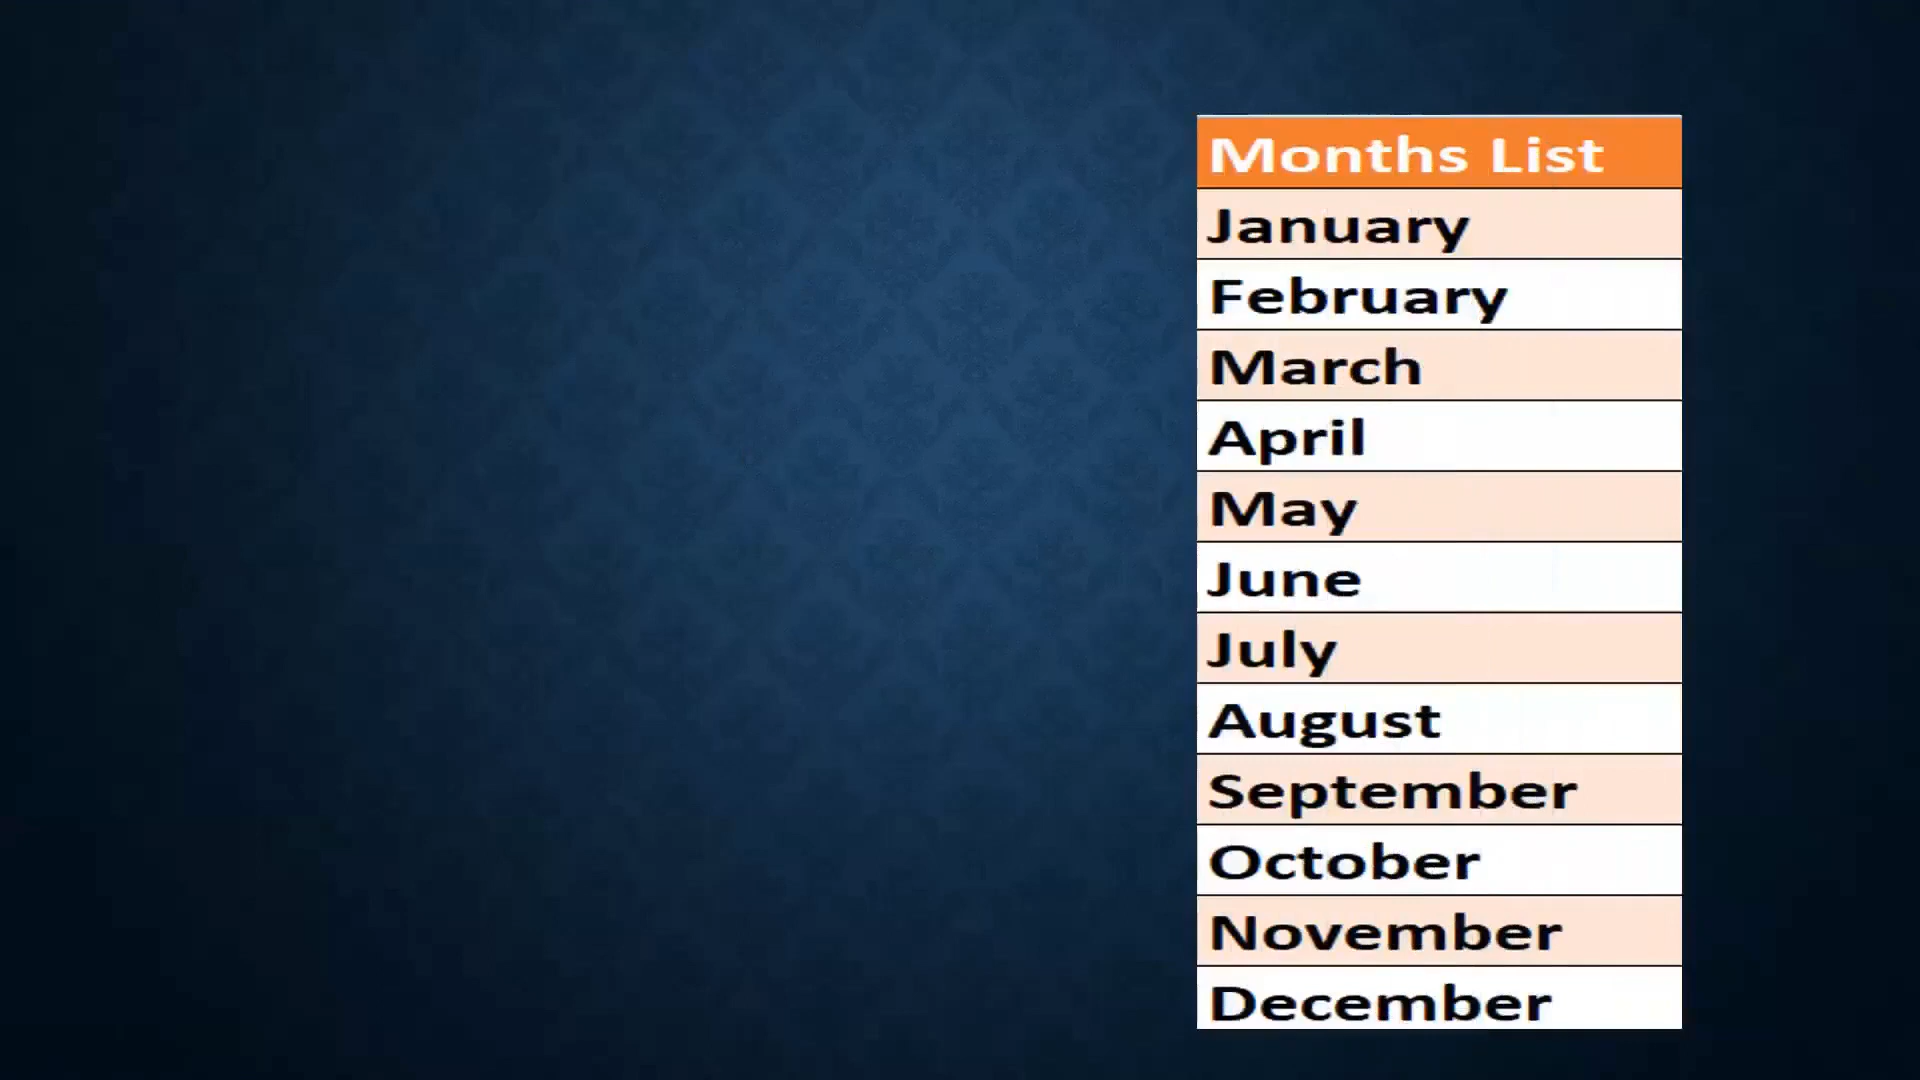 Months List
January
February
March
April
May
June
July
August
September
October
November
December